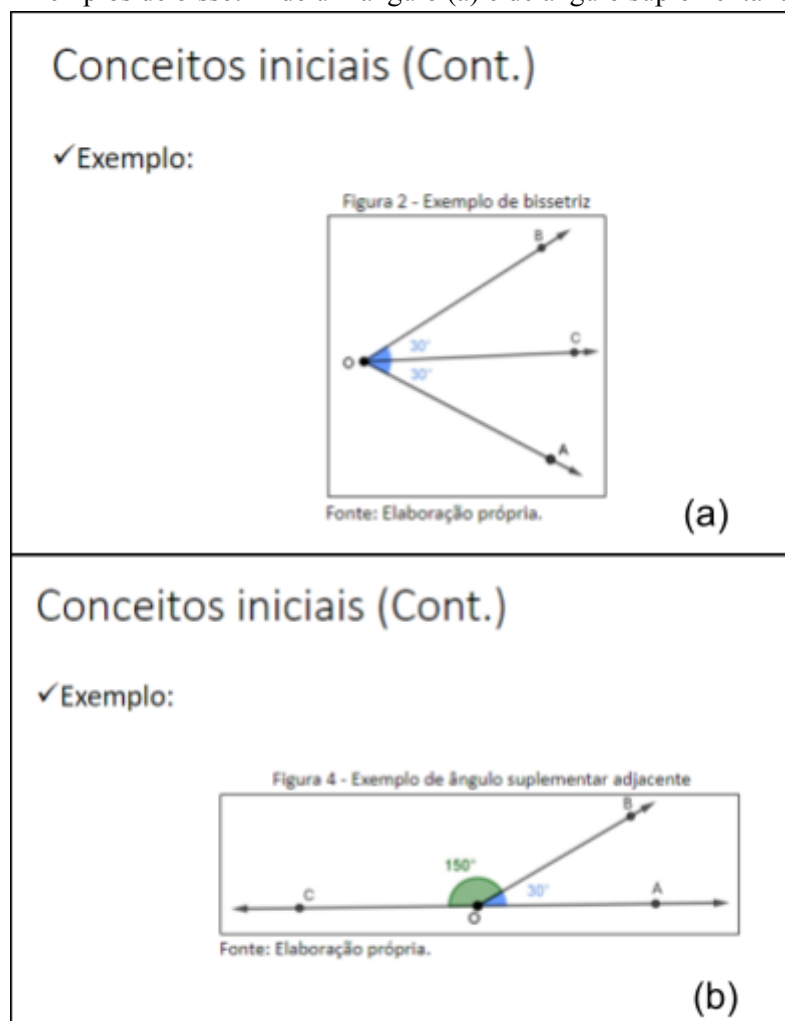 Conceitos iniciais (Cont.)
✓Exemplo:
Figura 2 - Exemplo de bissetriz
B
30°
C
O
30°
A
Fonte: Elaboração própria.
(a)
Conceitos iniciais (Cont.)
✓Exemplo:
Figura 4 - Exemplo de ângulo suplementar adjacente
B
150°
C
30°
A
O
Fonte: Elaboração própria.
(b)